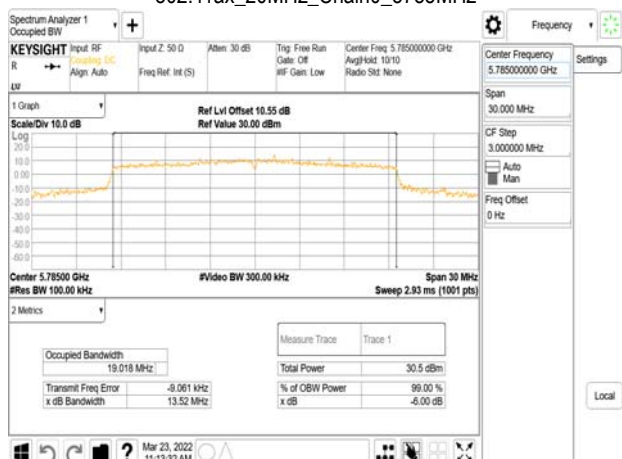 Spectrum Analyzer 1
Occupied BW
Frequency
KEYSIGHT
Input: RF
Coupling: DC
Align: Auto
R
Input Z: 50 Ω
Freq Ref: Int (S)
Atten: 30 dB
Trig: Free Run
Gate: Off
#IF Gain: Low
Center Freq: 5.785000000 GHz
Avg|Hold: 10/10
Radio Std: None
Center Frequency
5.785000000 GHz
Settings
Span
30.000 MHz
CF Step
3.000000 MHz
Auto
Man
Freq Offset
0 Hz
Local
1 Graph
Scale/Div 10.0 dB
Ref Lvl Offset 10.55 dB
Ref Value 30.00 dBm
Log
20.0
10.0
0.00
-10.0
-20.0
-30.0
-40.0
-50.0
-60.0
Center 5.78500 GHz
#Video BW 300.00 kHz
Span 30 MHz
#Res BW 100.00 kHz
Sweep 2.93 ms (1001 pts)
2 Metrics
Measure Trace
Trace 1
Occupied Bandwidth
19.018 MHz
Total Power
30.5 dBm
Transmit Freq Error
-9.061 kHz
% of OBW Power
99.00 %
x dB Bandwidth
13.52 MHz
x dB
-6.00 dB
Mar 23, 2022